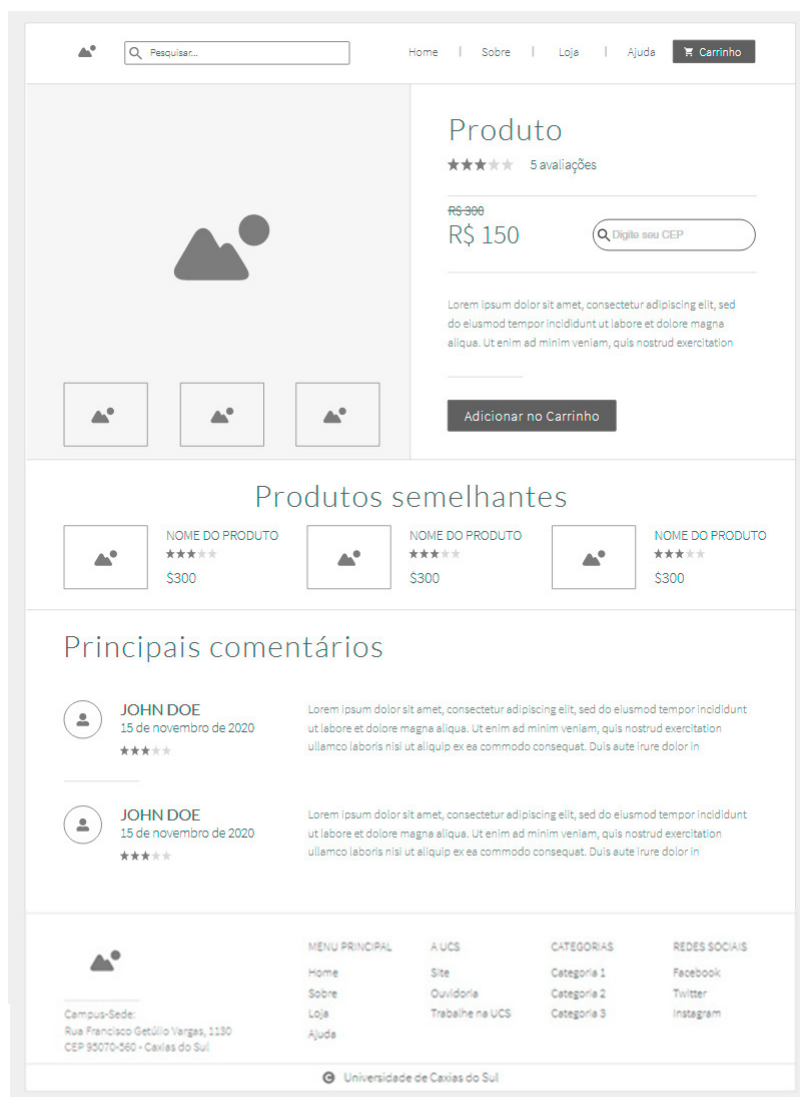 Pesquisar...
Home | Sobre | Loja | Ajuda
Carrinho
Produto
5 avaliações
R$ 300
R$ 150
Digite seu CEP
Lorem ipsum dolor sit amet, consectetur adipiscing elit, sed
do eiusmod tempor incididunt ut labore et dolore magna
aliqua. Ut enim ad minim veniam, quis nostrud exercitation
Adicionar no Carrinho
Produtos semelhantes
NOME DO PRODUTO
$300
NOME DO PRODUTO
$300
NOME DO PRODUTO
$300
Principais comentários
JOHN DOE
15 de novembro de 2020
Lorem ipsum dolor sit amet, consectetur adipiscing elit, sed do eiusmod tempor incididunt
ut labore et dolore magna aliqua. Ut enim ad minim veniam, quis nostrud exercitation
ullamco laboris nisi ut aliquip ex ea commodo consequat. Duis aute irure dolor in
JOHN DOE
15 de novembro de 2020
Lorem ipsum dolor sit amet, consectetur adipiscing elit, sed do eiusmod tempor incididunt
ut labore et dolore magna aliqua. Ut enim ad minim veniam, quis nostrud exercitation
ullamco laboris nisi ut aliquip ex ea commodo consequat. Duis aute irure dolor in
Campus-Sede:
Rua Francisco Getúlio Vargas, 1130
CEP 95070-560 - Caxias do Sul
MENU PRINCIPAL
Home
Sobre
Loja
Ajuda
A UCS
Site
Ouvidoria
Trabalhe na UCS
CATEGORIAS
Categoria 1
Categoria 2
Categoria 3
REDES SOCIAIS
Facebook
Twitter
Instagram
© Universidade de Caxias do Sul